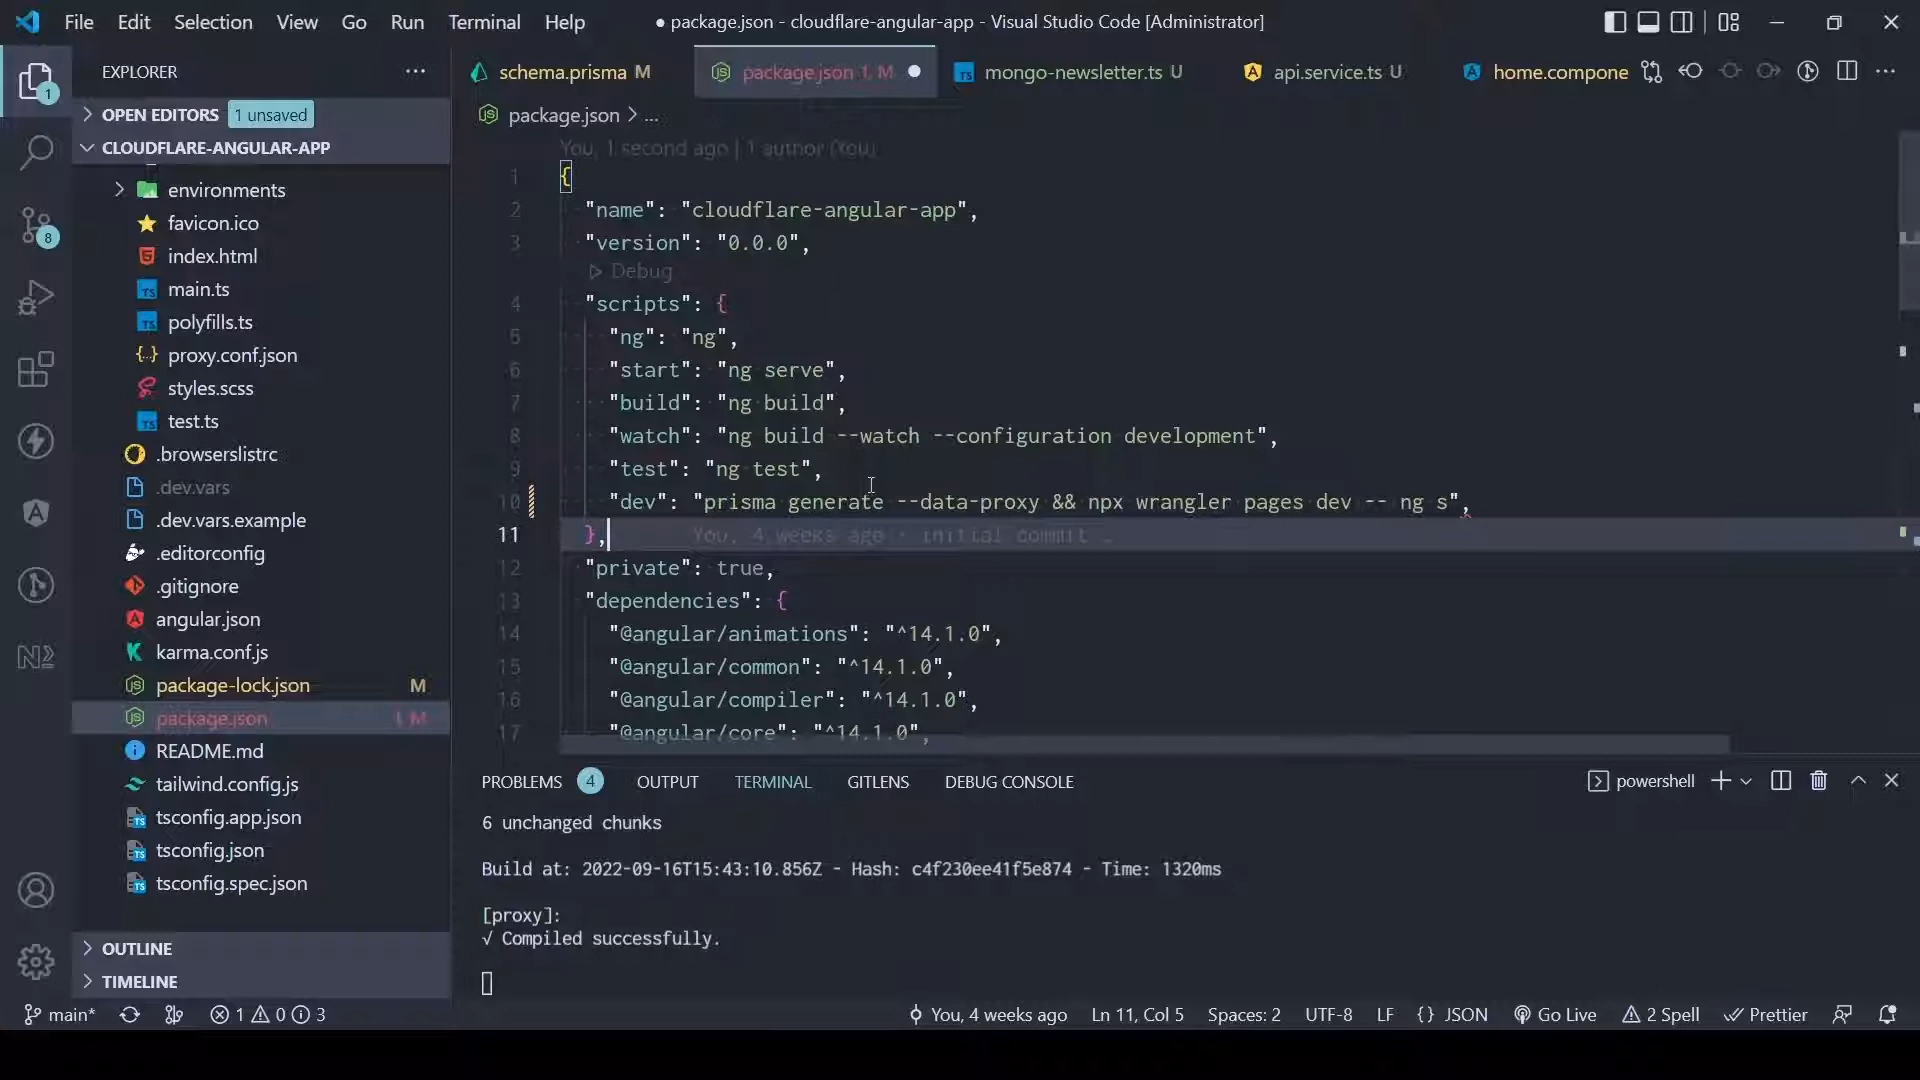 File Edit Selection View Go Run Terminal Help
● package.json - cloudflare-angular-app - Visual Studio Code [Administrator]
EXPLORER
OPEN EDITORS 1 unsaved
CLOUDFLARE-ANGULAR-APP
environments
favicon.ico
index.html
main.ts
polyfills.ts
proxy.conf.json
styles.scss
test.ts
.browserslistrc
.dev.vars
.dev.vars.example
.editorconfig
.gitignore
angular.json
karma.conf.js
package-lock.json M
package.json 1, M
README.md
tailwind.config.js
tsconfig.app.json
tsconfig.json
tsconfig.spec.json
OUTLINE
TIMELINE
1
8
schema.prisma M
package.json 1, M
mongo-newsletter.ts U
api.service.ts U
home.compone
package.json > ...
You, 1 second ago | 1 author (You)
1 {
2 "name": "cloudflare-angular-app",
3 "version": "0.0.0",
Debug
4 "scripts": {
5 "ng": "ng",
6 "start": "ng serve",
7 "build": "ng build",
8 "watch": "ng build --watch --configuration development",
9 "test": "ng test",
10 "dev": "prisma generate --data-proxy && npx wrangler pages dev -- ng s",
11 }, You, 4 weeks ago • initial commit …
12 "private": true,
13 "dependencies": {
14 "@angular/animations": "^14.1.0",
15 "@angular/common": "^14.1.0",
16 "@angular/compiler": "^14.1.0",
17 "@angular/core": "^14.1.0",
PROBLEMS 4 OUTPUT TERMINAL GITLENS DEBUG CONSOLE
powershell
6 unchanged chunks
Build at: 2022-09-16T15:43:10.856Z - Hash: c4f230ee41f5e874 - Time: 1320ms
[proxy]:
√ Compiled successfully.
main* 1 0 3 You, 4 weeks ago Ln 11, Col 5 Spaces: 2 UTF-8 LF {} JSON Go Live 2 Spell Prettier